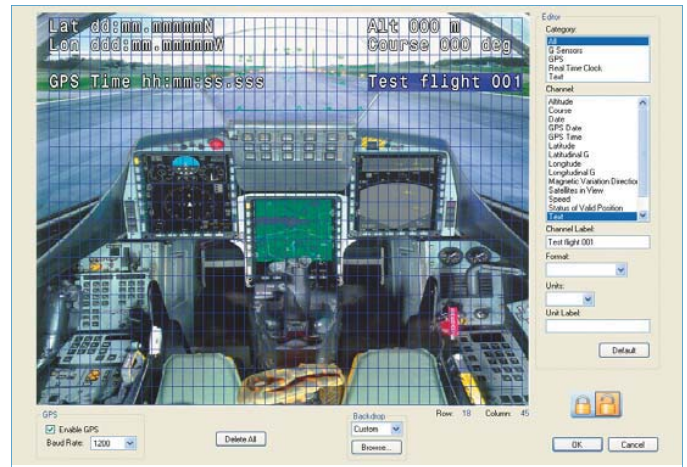 Lat dd:mm.mmmmmN
Alt 000 m
Lon ddd:mm.mmmmmW
Course 000 deg
GPS Time hh:mm:ss.sss
Test flight 001
Editor
Category:
All
G Sensors
GPS
Real Time Clock
Text
Channel:
Altitude
Course
Date
GPS Date
GPS Time
Latitude
Latitudinal G
Longitude
Longitudinal G
Magnetic Variation Direction
Satellites in View
Speed
Status of Valid Position
Text
Channel Label:
Test flight 001
Format:
Units:
Unit Label:
Default
GPS
Enable GPS
Baud Rate: 1200
Delete All
Backdrop
Custom
Browse...
Row: 18 Column: 45
OK
Cancel